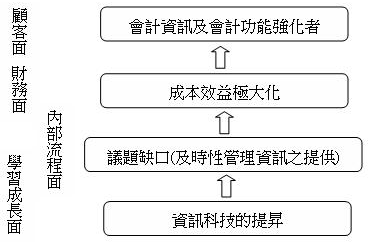 顧客面
會計資訊及會計功能強化者
財務面
成本效益極大化
內部流程面
議題缺口(及時性管理資訊之提供)
學習成長面
資訊科技的提昇